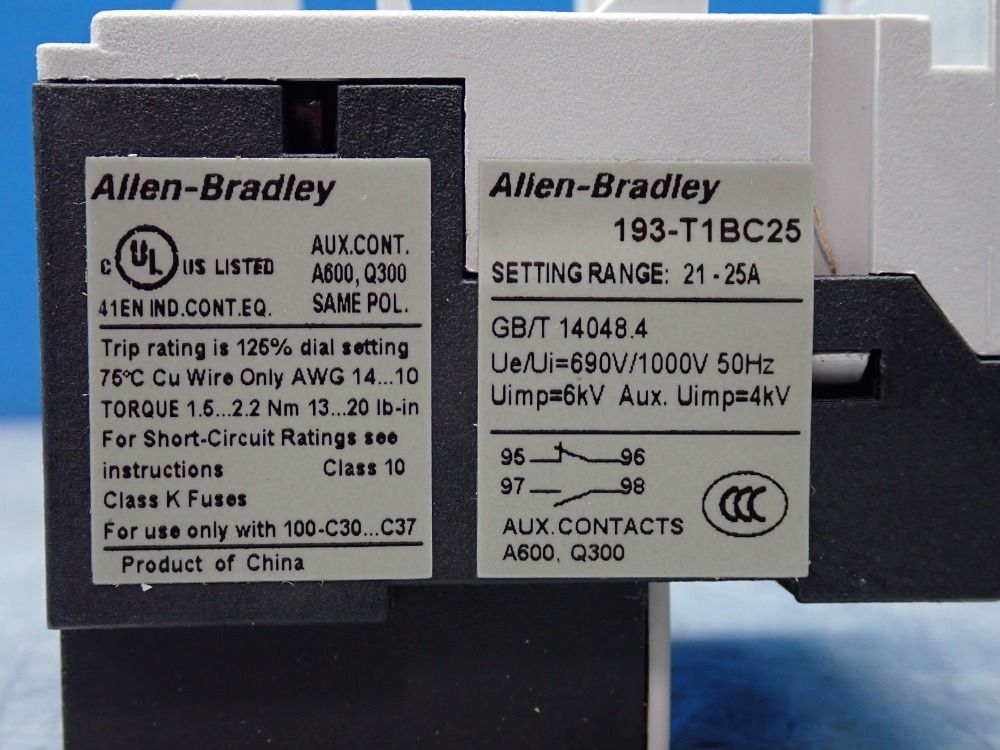 Allen-Bradley
C UL US LISTED
41EN IND.CONT.EQ.
AUX.CONT.
A600, Q300
SAME POL.
Trip rating is 125% dial setting
75°C Cu Wire Only AWG 14...10
TORQUE 1.5...2.2 Nm 13...20 lb-in
For Short-Circuit Ratings see
instructions Class 10
Class K Fuses
For use only with 100-C30...C37
Product of China
Allen-Bradley
193-T1BC25
SETTING RANGE: 21 - 25A
GB/T 14048.4
Ue/Ui=690V/1000V 50Hz
Uimp=6kV Aux. Uimp=4kV
95 96
97 98
CCC
AUX.CONTACTS
A600, Q300